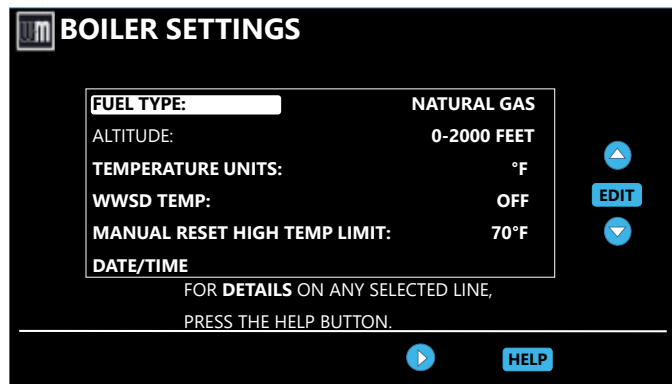 wm BOILER SETTINGS
FUEL TYPE: NATURAL GAS
ALTITUDE: 0-2000 FEET
TEMPERATURE UNITS: °F
WWSD TEMP: OFF
MANUAL RESET HIGH TEMP LIMIT: 70°F
DATE/TIME
EDIT
FOR DETAILS ON ANY SELECTED LINE,
PRESS THE HELP BUTTON.
HELP